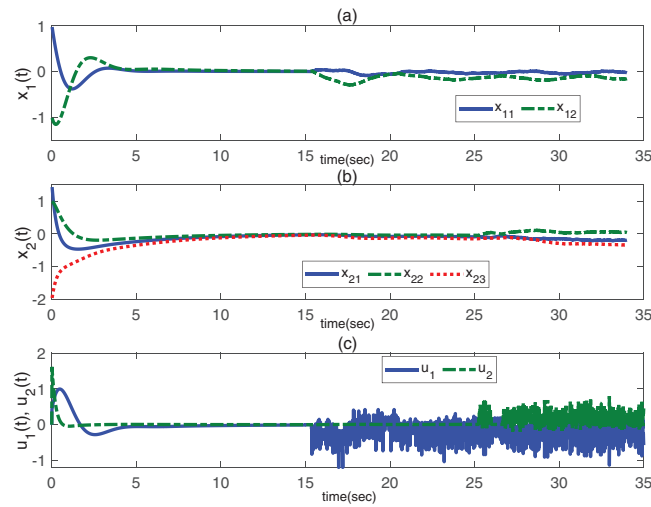 (a)
x1(t)
1
0
-1
x11 x12
0 5 10 15 20 25 30 35
time(sec)
(b)
x2(t)
1
0
-1
-2
x21 x22 x23
0 5 10 15 20 25 30 35
time(sec)
(c)
u1(t), u2(t)
2
1
0
-1
u1 u2
0 5 10 15 20 25 30 35
time(sec)